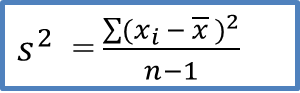 s² = ∑(xᵢ − x̅)² / n−1